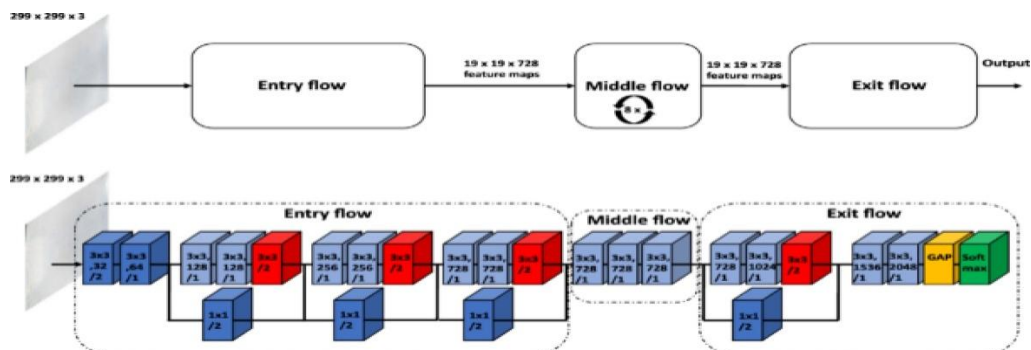 299 x 299 x 3
Entry flow
19 x 19 x 728
feature maps
Middle flow
8 x
19 x 19 x 728
feature maps
Exit flow
Output
299 x 299 x 3
Entry flow
Middle flow
Exit flow
3x3
,32
/2
3x3
,64
/1
3x3,
128
/1
3x3,
128
/1
3x3
/2
3x3,
256
/1
3x3,
256
/1
3x3
/2
3x3,
728
/1
3x3,
728
/1
3x3
/2
3x3,
728
/1
3x3,
728
/1
3x3,
728
/1
3x3,
728
/1
3x3,
1024
/1
3x3
/2
3x3,
1536
/1
3x3,
2048
/1
GAP
Soft
max
1x1
/2
1x1
/2
1x1
/2
1x1
/2